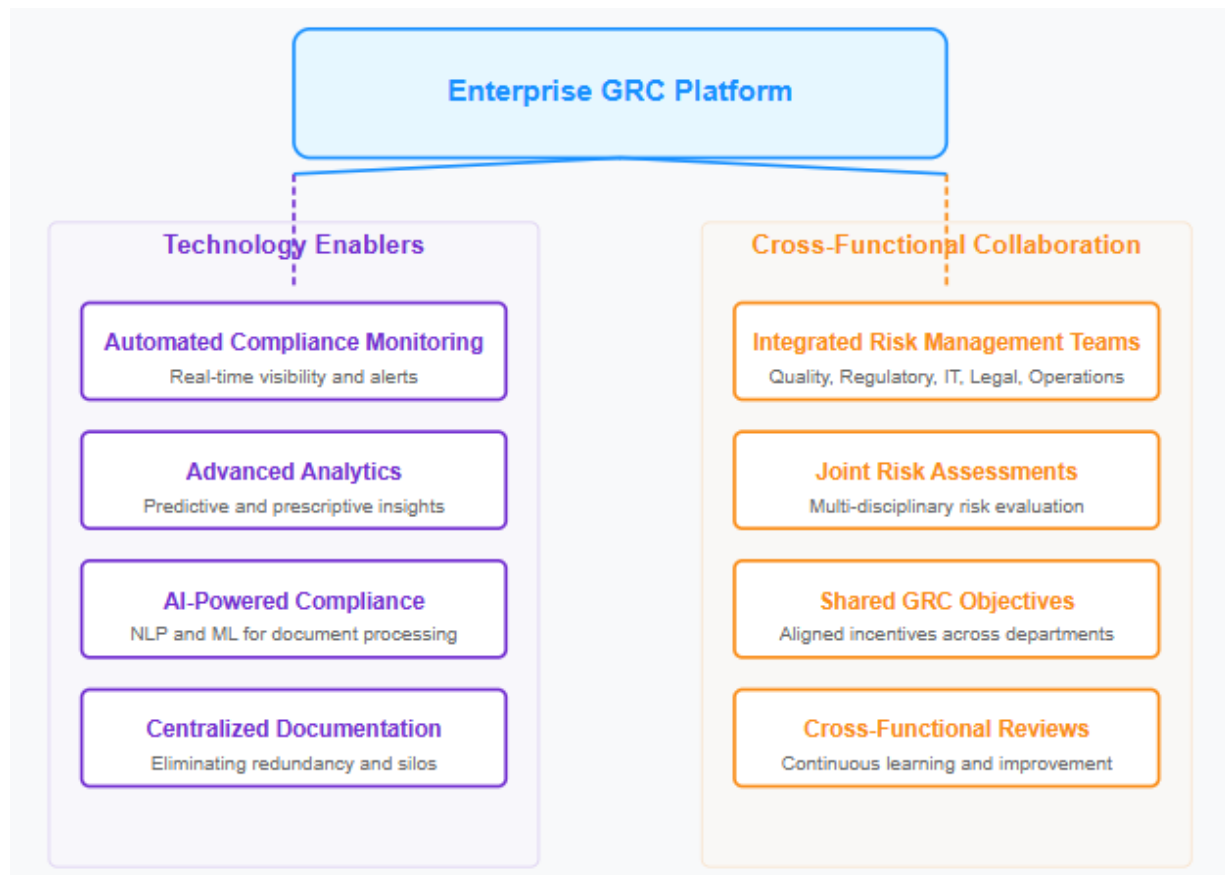 Enterprise GRC Platform
Technology Enablers
Automated Compliance Monitoring
Real-time visibility and alerts
Advanced Analytics
Predictive and prescriptive insights
AI-Powered Compliance
NLP and ML for document processing
Centralized Documentation
Eliminating redundancy and silos
Cross-Functional Collaboration
Integrated Risk Management Teams
Quality, Regulatory, IT, Legal, Operations
Joint Risk Assessments
Multi-disciplinary risk evaluation
Shared GRC Objectives
Aligned incentives across departments
Cross-Functional Reviews
Continuous learning and improvement